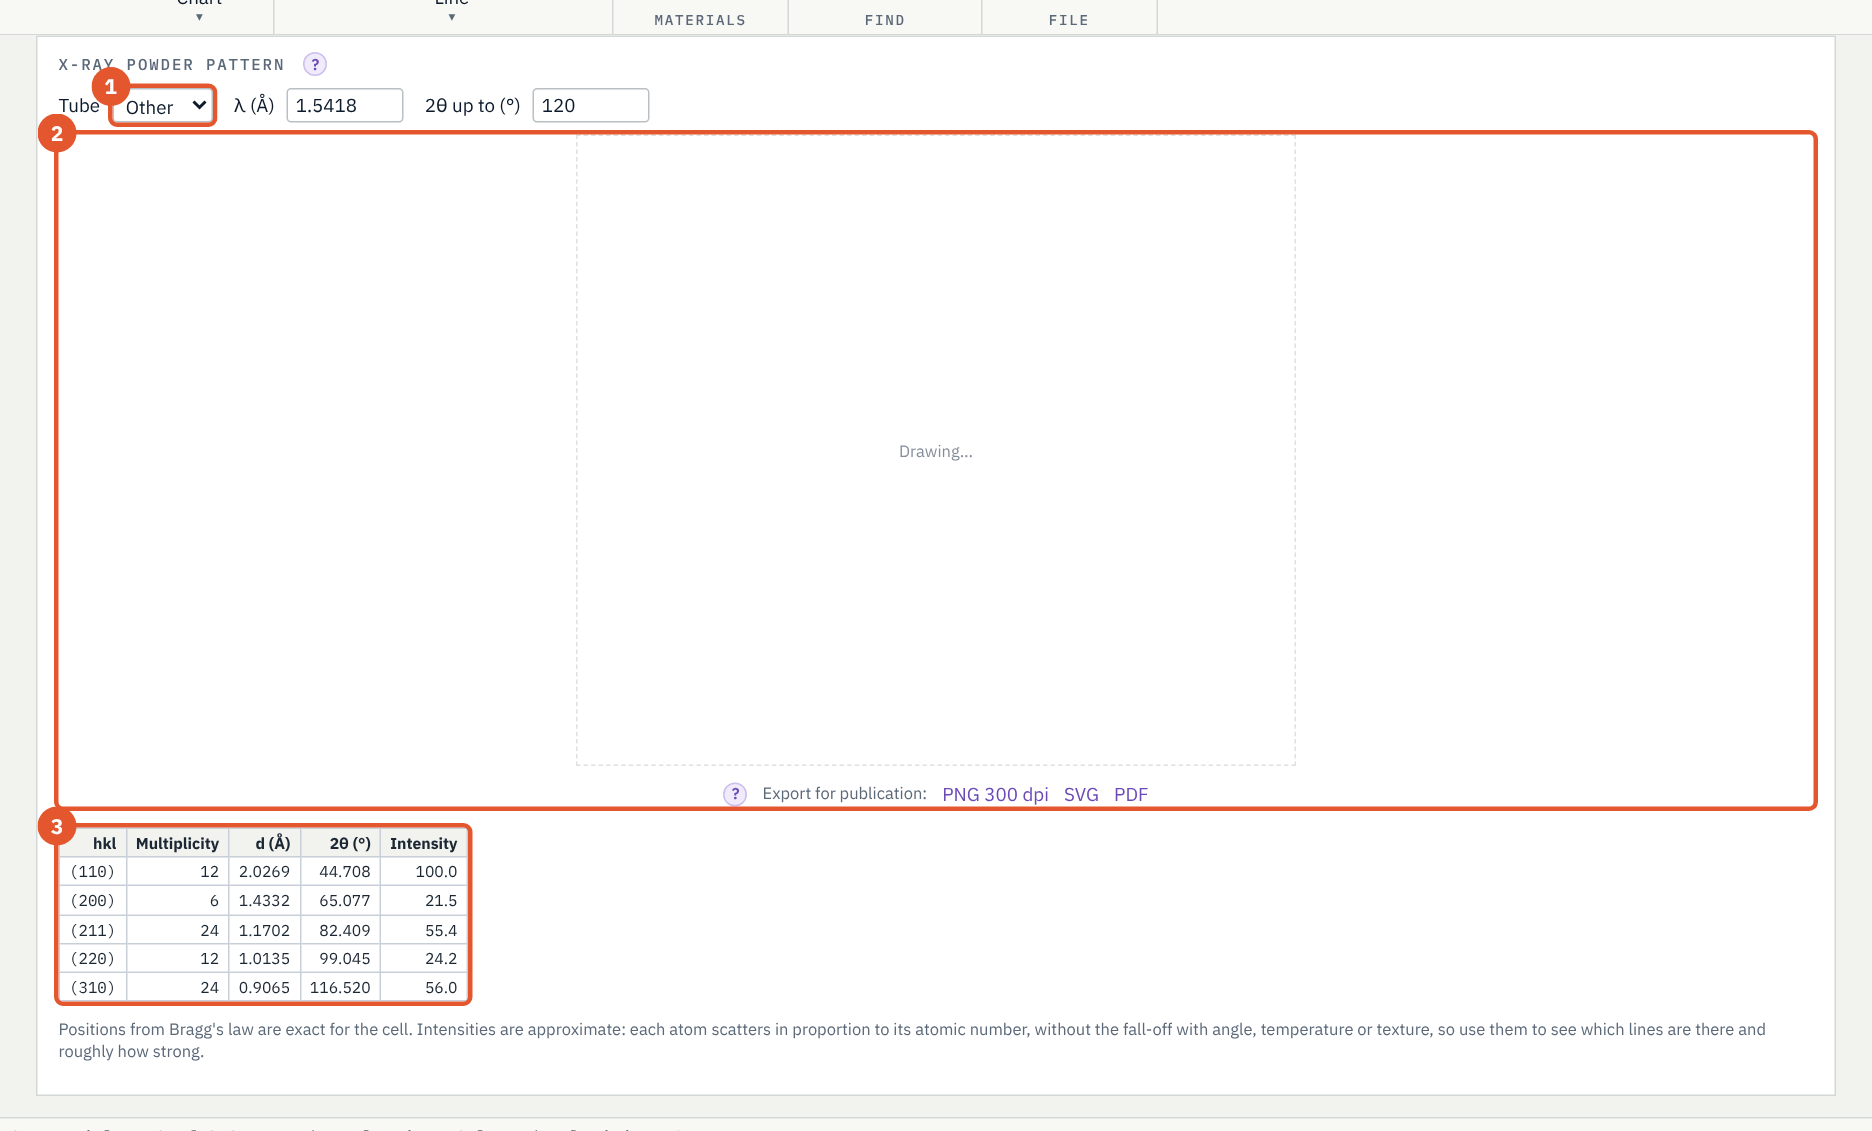 Chart
Line
▼ ▼ MATERIALS FIND FILE
X-RAY POWDER PATTERN ?
1
Tube Other λ (Å) 1.5418 2θ up to (°) 120
2
Drawing...
? Export for publication: PNG 300 dpi SVG PDF
3
hkl Multiplicity d (Å) 2θ (°) Intensity
(110) 12 2.0269 44.708 100.0
(200) 6 1.4332 65.077 21.5
(211) 24 1.1702 82.409 55.4
(220) 12 1.0135 99.045 24.2
(310) 24 0.9065 116.520 56.0
Positions from Bragg's law are exact for the cell. Intensities are approximate: each atom scatters in proportion to its atomic number, without the fall-off with angle, temperature or texture, so use them to see which lines are there and
roughly how strong.